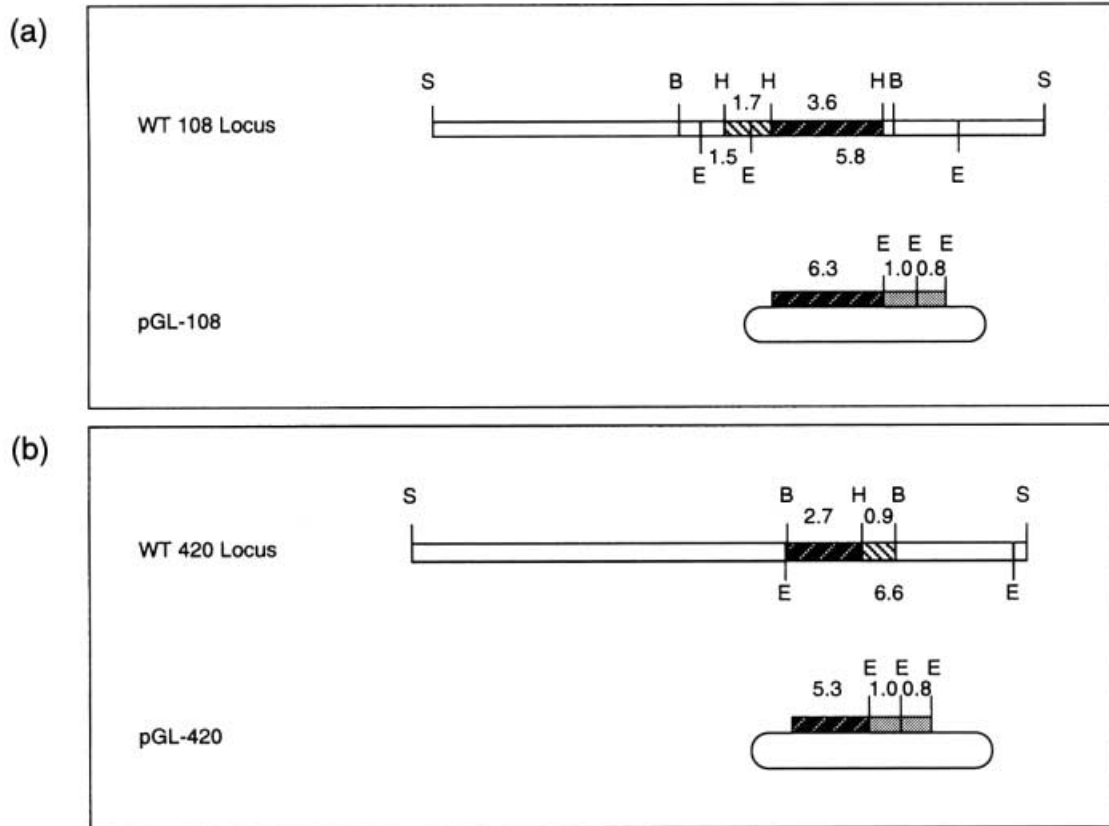 (a)
S B H H H B S
1.7 3.6
WT 108 Locus
1.5 5.8
E E E
E E E
6.3 1.0 0.8
pGL-108
(b)
S B H B S
2.7 0.9
WT 420 Locus
E 6.6 E
E E E
5.3 1.0 0.8
pGL-420